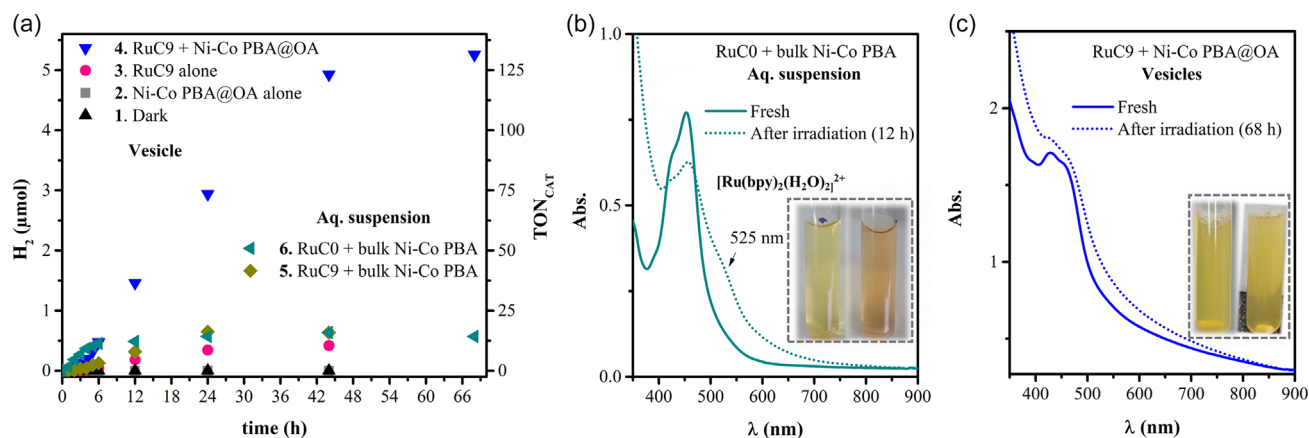 (a)
4. RuC9 + Ni-Co PBA@OA
3. RuC9 alone
2. Ni-Co PBA@OA alone
1. Dark
Vesicle
Aq. suspension
6. RuC0 + bulk Ni-Co PBA
5. RuC9 + bulk Ni-Co PBA
H₂ (µmol)
5
4
3
2
1
0
TON_CAT
125
100
75
50
25
0
0 6 12 18 24 30 36 42 48 54 60 66
time (h)
(b)
RuC0 + bulk Ni-Co PBA
Aq. suspension
Fresh
After irradiation (12 h)
[Ru(bpy)₂(H₂O)₂]²⁺
525 nm
Abs.
1.0
0.5
0.0
400 500 600 700 800 900
λ (nm)
(c)
RuC9 + Ni-Co PBA@OA
Vesicles
Fresh
After irradiation (68 h)
Abs.
2
1
400 500 600 700 800 900
λ (nm)